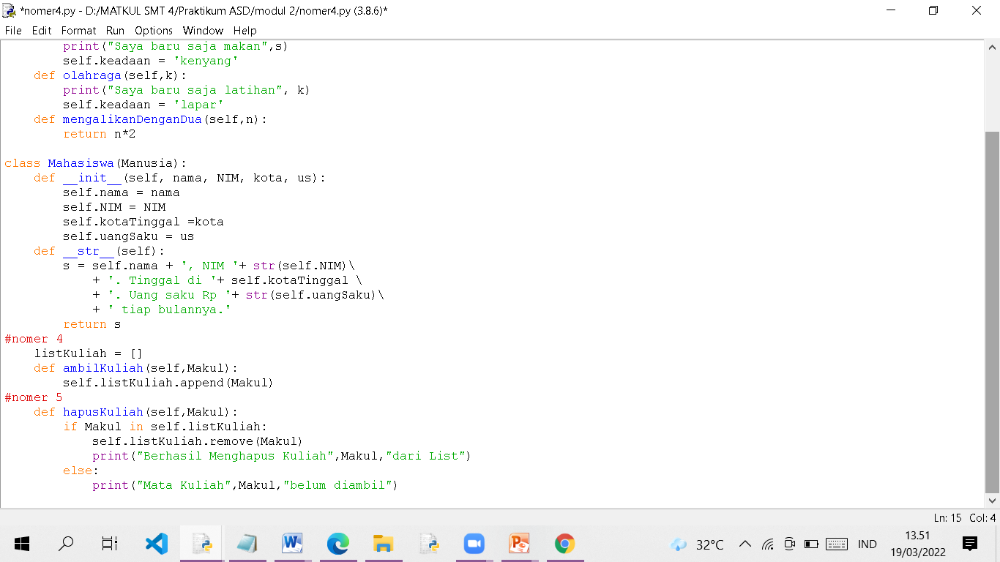 *nomer4.py - D:/MATKUL SMT 4/Praktikum ASD/modul 2/nomer4.py (3.8.6)*
File Edit Format Run Options Window Help
        print("Saya baru saja makan",s)
        self.keadaan = 'kenyang'
    def olahraga(self,k):
        print("Saya baru saja latihan", k)
        self.keadaan = 'lapar'
    def mengalikanDenganDua(self,n):
        return n*2

class Mahasiswa(Manusia):
    def __init__(self, nama, NIM, kota, us):
        self.nama = nama
        self.NIM = NIM
        self.kotaTinggal =kota
        self.uangSaku = us
    def __str__(self):
        s = self.nama + ', NIM '+ str(self.NIM)\
            + '. Tinggal di '+ self.kotaTinggal \
            + '. Uang saku Rp '+ str(self.uangSaku)\
            + ' tiap bulannya.'
        return s
#nomer 4
    listKuliah = []
    def ambilKuliah(self,Makul):
        self.listKuliah.append(Makul)
#nomer 5
    def hapusKuliah(self,Makul):
        if Makul in self.listKuliah:
            self.listKuliah.remove(Makul)
            print("Berhasil Menghapus Kuliah",Makul,"dari List")
        else:
            print("Mata Kuliah",Makul,"belum diambil")
Ln: 15 Col: 4
32°C IND 13.51
19/03/2022